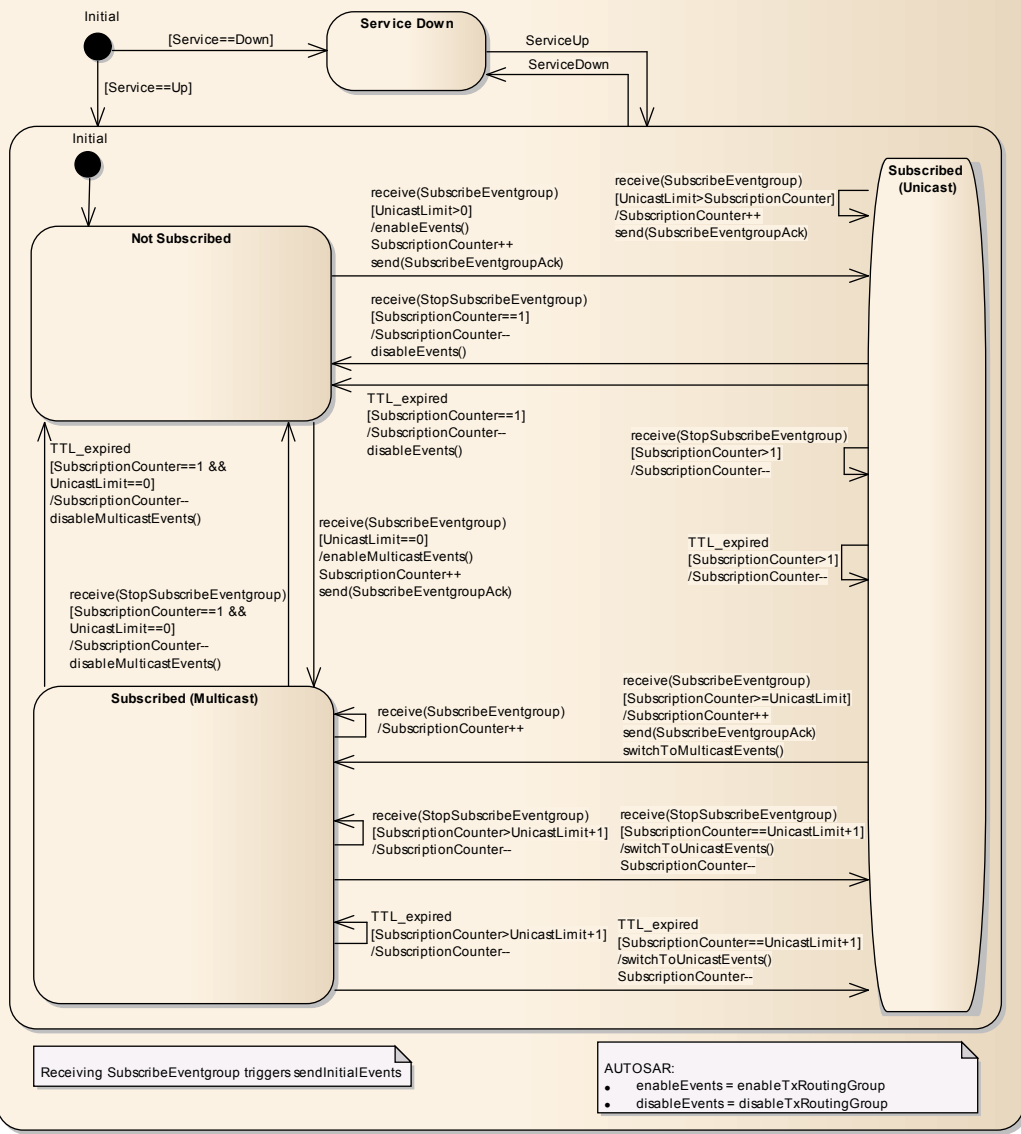 Initial
Service Down
[Service==Down]
ServiceUp
ServiceDown
[Service==Up]
Initial
Not Subscribed
receive(SubscribeEventgroup)
[UnicastLimit>0]
/enableEvents()
SubscriptionCounter++
send(SubscribeEventgroupAck)
receive(SubscribeEventgroup)
[UnicastLimit>SubscriptionCounter]
/SubscriptionCounter++
send(SubscribeEventgroupAck)
Subscribed
(Unicast)
receive(StopSubscribeEventgroup)
[SubscriptionCounter==1]
/SubscriptionCounter--
disableEvents()
TTL_expired
[SubscriptionCounter==1]
/SubscriptionCounter--
disableEvents()
receive(StopSubscribeEventgroup)
[SubscriptionCounter>1]
/SubscriptionCounter--
TTL_expired
[SubscriptionCounter==1 &&
UnicastLimit==0]
/SubscriptionCounter--
disableMulticastEvents()
receive(SubscribeEventgroup)
[UnicastLimit==0]
/enableMulticastEvents()
SubscriptionCounter++
send(SubscribeEventgroupAck)
TTL_expired
[SubscriptionCounter>1]
/SubscriptionCounter--
receive(StopSubscribeEventgroup)
[SubscriptionCounter==1 &&
UnicastLimit==0]
/SubscriptionCounter--
disableMulticastEvents()
Subscribed (Multicast)
receive(SubscribeEventgroup)
/SubscriptionCounter++
receive(SubscribeEventgroup)
[SubscriptionCounter>=UnicastLimit]
/SubscriptionCounter++
send(SubscribeEventgroupAck)
switchToMulticastEvents()
receive(StopSubscribeEventgroup)
[SubscriptionCounter>UnicastLimit+1]
/SubscriptionCounter--
receive(StopSubscribeEventgroup)
[SubscriptionCounter==UnicastLimit+1]
/switchToUnicastEvents()
SubscriptionCounter--
TTL_expired
[SubscriptionCounter>UnicastLimit+1]
/SubscriptionCounter--
TTL_expired
[SubscriptionCounter==UnicastLimit+1]
/switchToUnicastEvents()
SubscriptionCounter--
Receiving SubscribeEventgroup triggers sendInitialEvents
AUTOSAR:
• enableEvents = enableTxRoutingGroup
• disableEvents = disableTxRoutingGroup